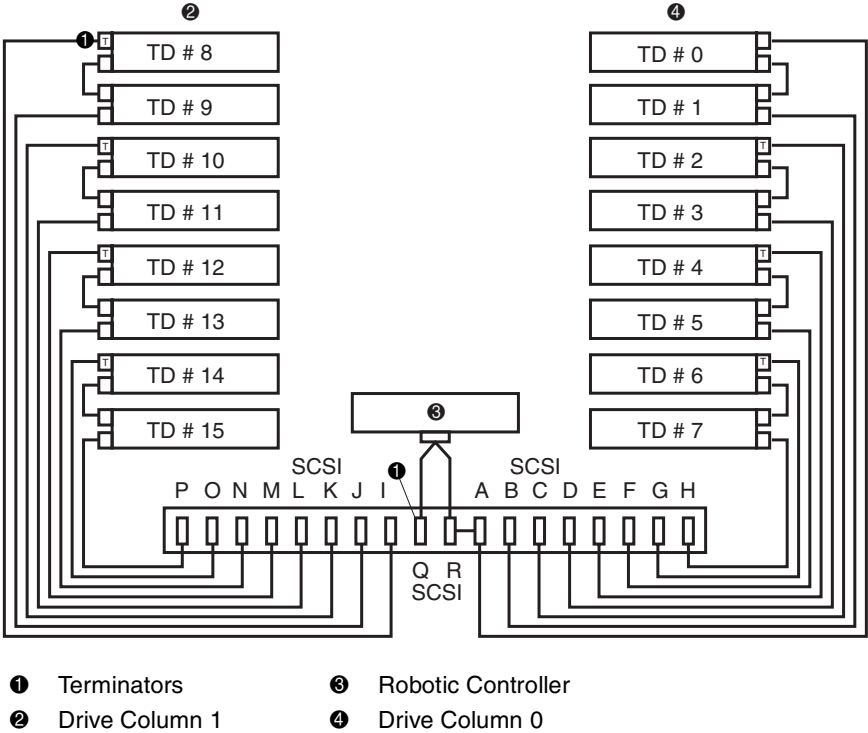 ❷ ❹
❶ T TD # 8 TD # 0
TD # 9 TD # 1
T TD # 10 TD # 2 T
TD # 11 TD # 3
T TD # 12 TD # 4 T
TD # 13 TD # 5
T TD # 14 TD # 6 T
❸
TD # 15 TD # 7
SCSI ❶ SCSI
P O N M L K J I A B C D E F G H
Q R
SCSI
❶ Terminators ❸ Robotic Controller
❷ Drive Column 1 ❹ Drive Column 0